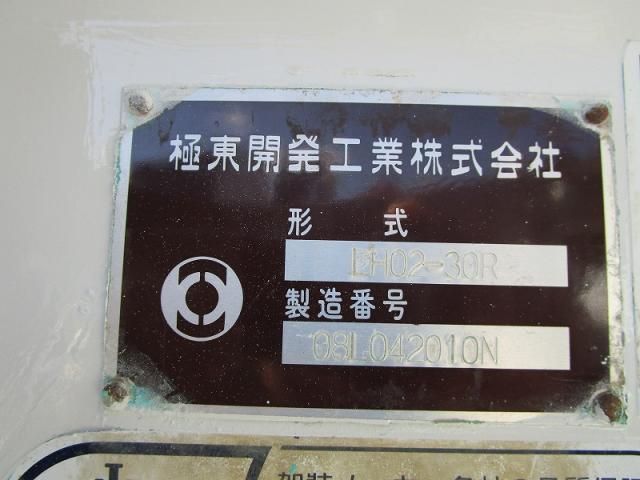 極東開発工業株式会社
形 式
LH02-30R
製造番号
08L042010N